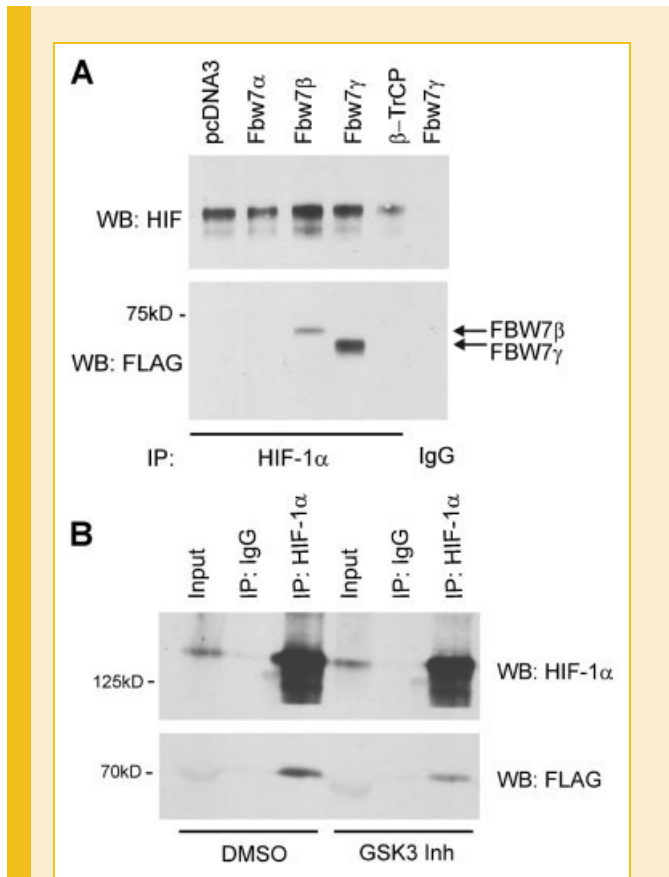 A
pcDNA3
Fbw7α
Fbw7β
Fbw7γ
β-TrCP
Fbw7γ
WB: HIF
75kD -
WB: FLAG
FBW7β
FBW7γ
IP:
HIF-1α
IgG
B
Input
IP: IgG
IP: HIF-1α
Input
IP: IgG
IP: HIF-1α
125kD -
WB: HIF-1α
70kD -
WB: FLAG
DMSO
GSK3 Inh